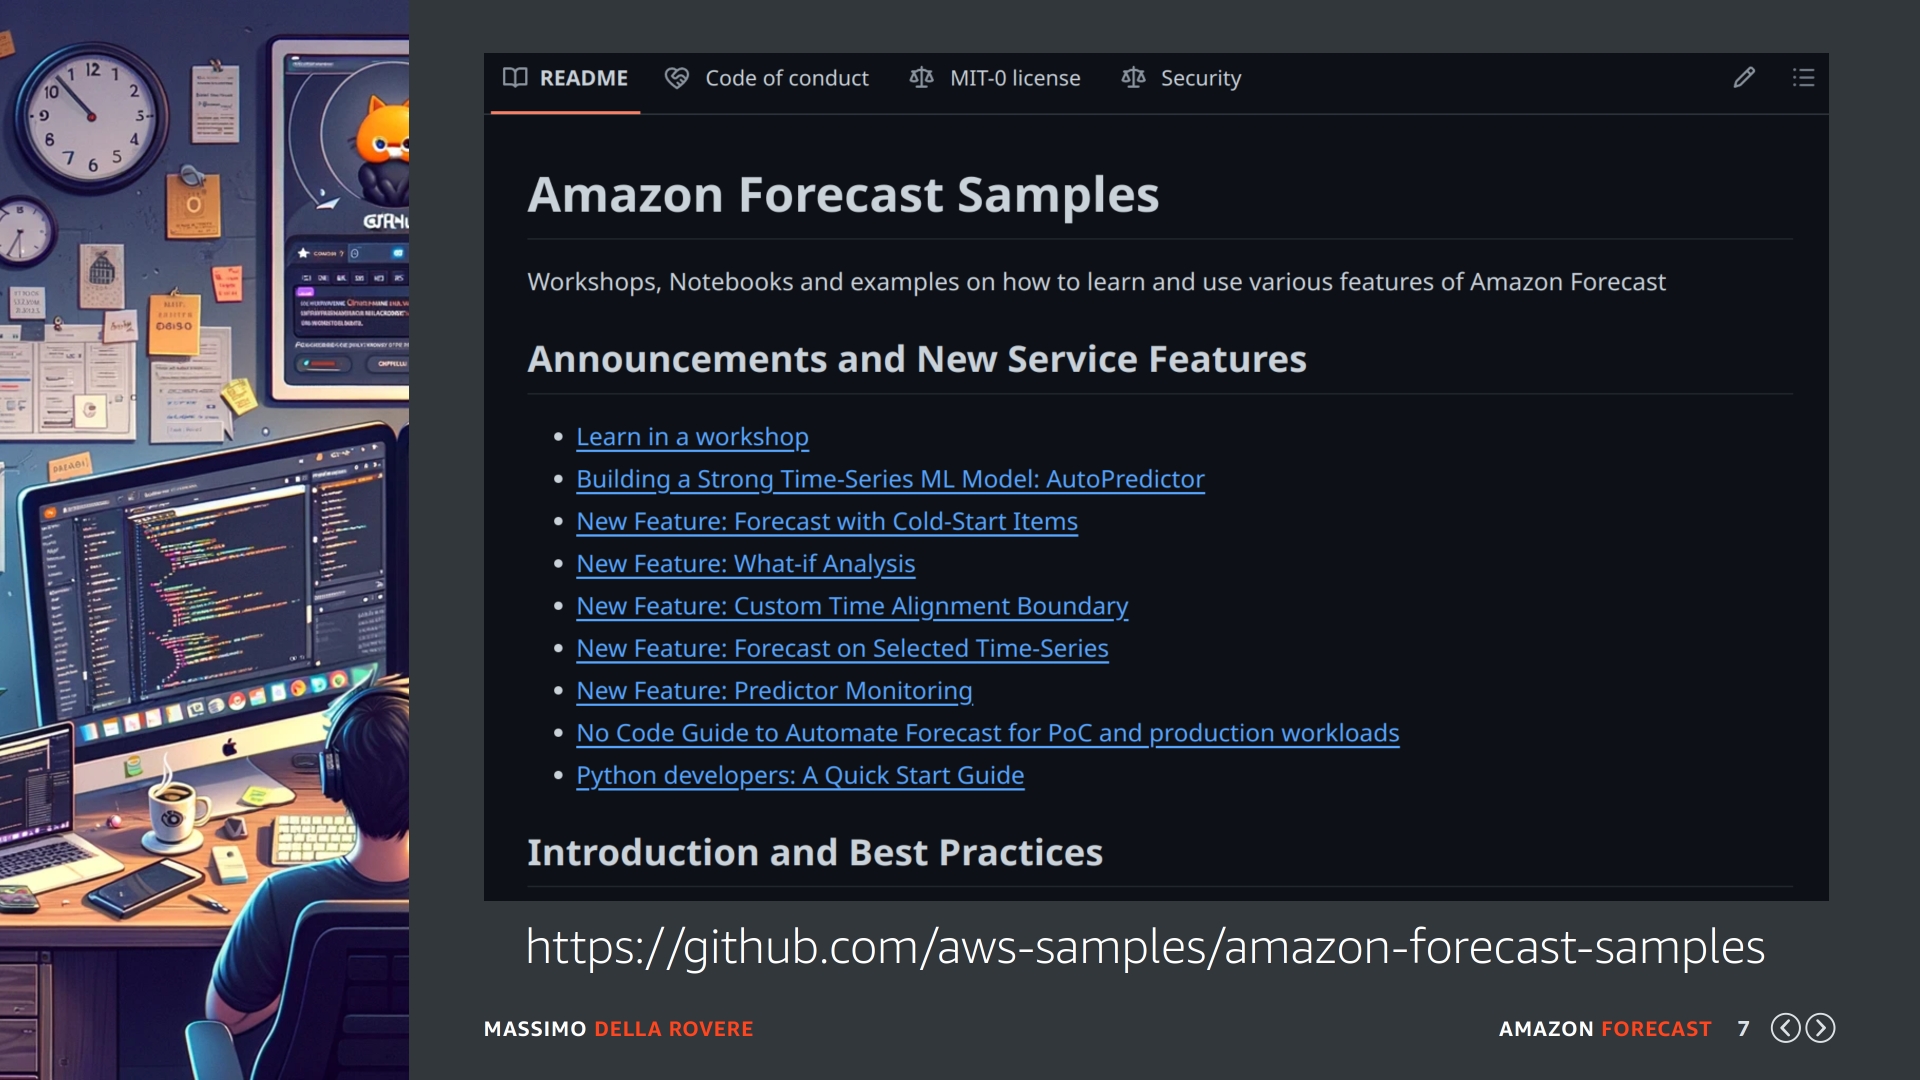 README
Code of conduct
MIT-0 license
Security
Amazon Forecast Samples
Workshops, Notebooks and examples on how to learn and use various features of Amazon Forecast
Announcements and New Service Features
Learn in a workshop
Building a Strong Time-Series ML Model: AutoPredictor
New Feature: Forecast with Cold-Start Items
New Feature: What-if Analysis
New Feature: Custom Time Alignment Boundary
New Feature: Forecast on Selected Time-Series
New Feature: Predictor Monitoring
No Code Guide to Automate Forecast for PoC and production workloads
Python developers: A Quick Start Guide
Introduction and Best Practices
https://github.com/aws-samples/amazon-forecast-samples
MASSIMO DELLA ROVERE
AMAZON FORECAST 7